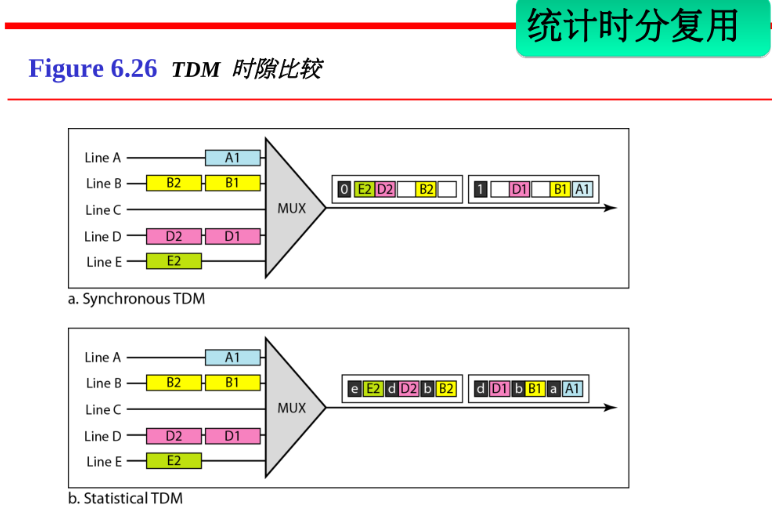 统计时分复用
Figure 6.26 TDM 时隙比较
Line A A1
Line B B2 B1
Line C
Line D D2 D1
Line E E2
MUX
0 E2 D2 B2
1 D1 B1 A1
a. Synchronous TDM
Line A A1
Line B B2 B1
Line C
Line D D2 D1
Line E E2
MUX
e E2 d D2 b B2
d D1 b B1 a A1
b. Statistical TDM